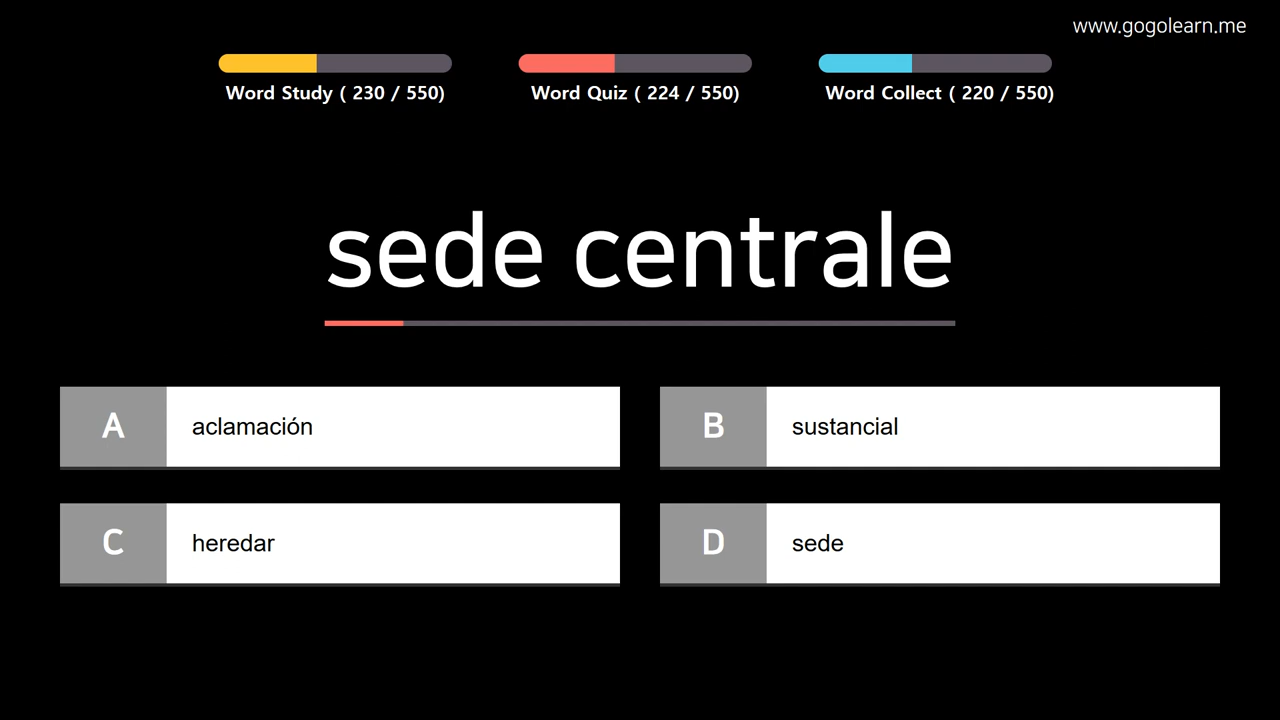 www.gogolearn.me
Word Study ( 230 / 550)
Word Quiz ( 224 / 550)
Word Collect ( 220 / 550)
sede centrale
A aclamación
B sustancial
C heredar
D sede